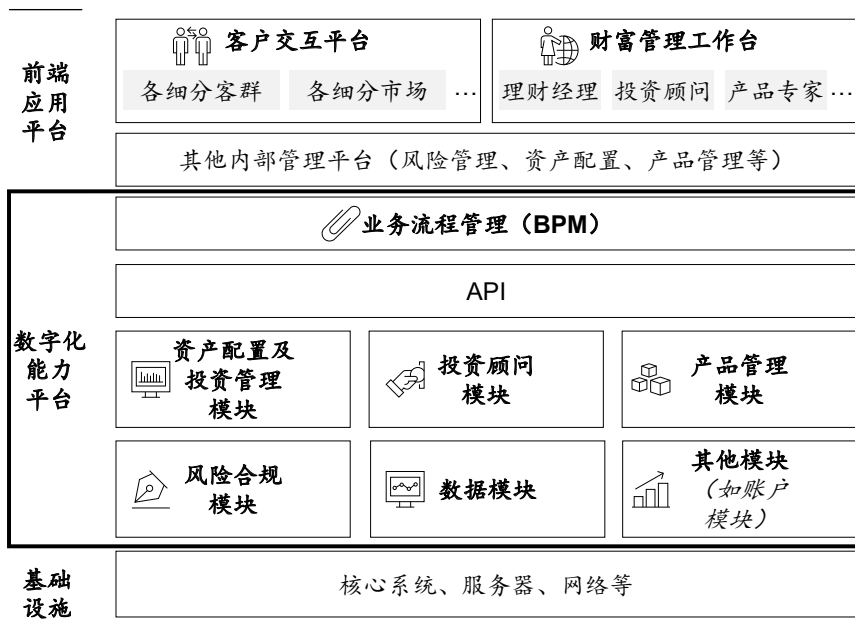 前端
应用
平台
客户交互平台
各细分客群 各细分市场 …
财富管理工作台
理财经理 投资顾问 产品专家…
其他内部管理平台（风险管理、资产配置、产品管理等）
数字化
能力
平台
业务流程管理（BPM）
API
资产配置及
投资管理
模块
投资顾问
模块
产品管理
模块
风险合规
模块
数据模块
其他模块
（如账户
模块）
基础
设施
核心系统、服务器、网络等